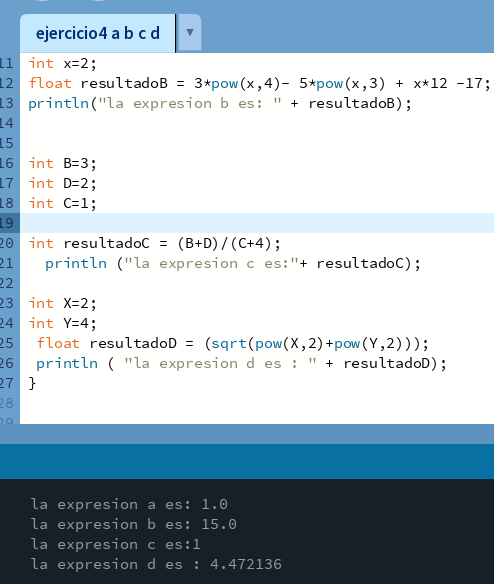 ejercicio4 a b c d ▼
11 int x=2;
12 float resultadoB = 3*pow(x,4)- 5*pow(x,3) + x*12 -17;
13 println("la expresion b es: " + resultadoB);
14
15
16 int B=3;
17 int D=2;
18 int C=1;
19
20 int resultadoC = (B+D)/(C+4);
21 println ("la expresion c es:"+ resultadoC);
22
23 int X=2;
24 int Y=4;
25 float resultadoD = (sqrt(pow(X,2)+pow(Y,2)));
26 println ( "la expresion d es : " + resultadoD);
27 }
28
29
la expresion a es: 1.0
la expresion b es: 15.0
la expresion c es:1
la expresion d es : 4.472136